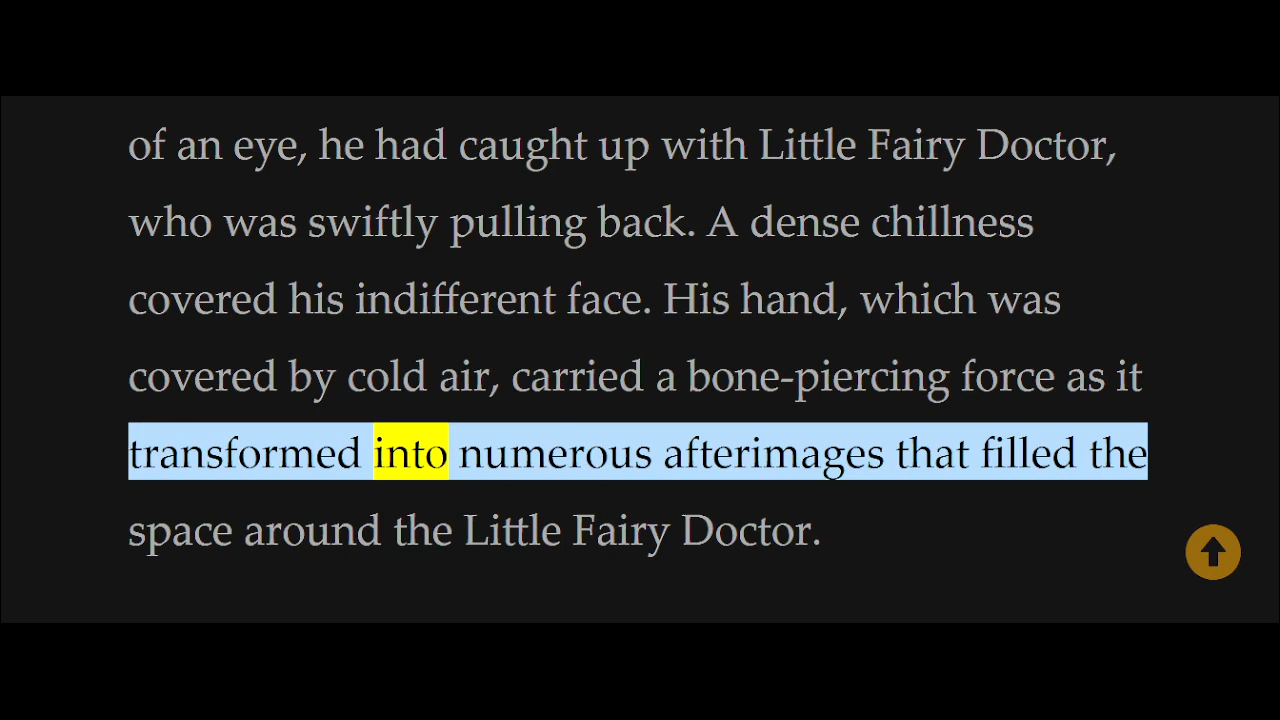 of an eye, he had caught up with Little Fairy Doctor,
who was swiftly pulling back. A dense chillness
covered his indifferent face. His hand, which was
covered by cold air, carried a bone-piercing force as it
transformed into numerous afterimages that filled the
space around the Little Fairy Doctor.